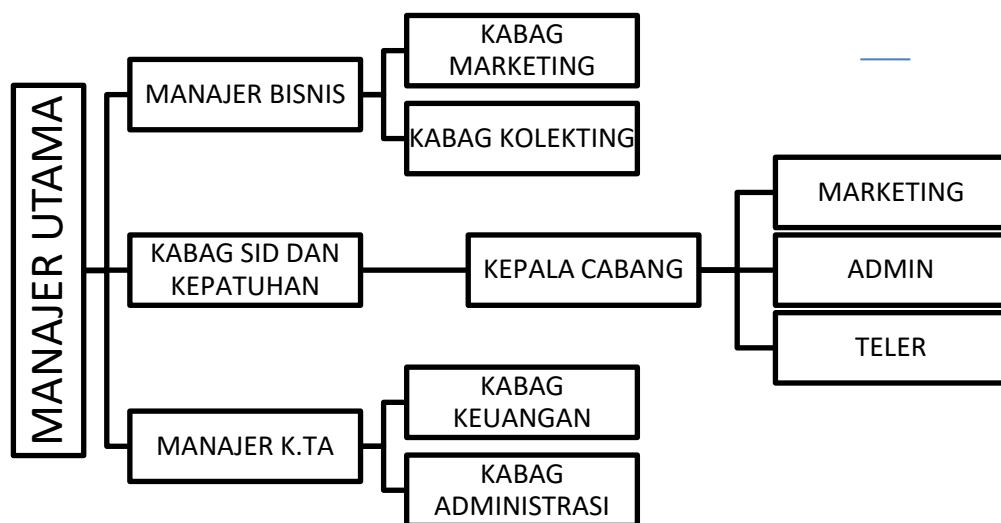 MANAJER UTAMA
MANAJER BISNIS
KABAG
MARKETING
KABAG KOLEKTING
KABAG SID DAN
KEPATUHAN
KEPALA CABANG
MARKETING
ADMIN
TELER
MANAJER K.TA
KABAG
KEUANGAN
KABAG
ADMINISTRASI